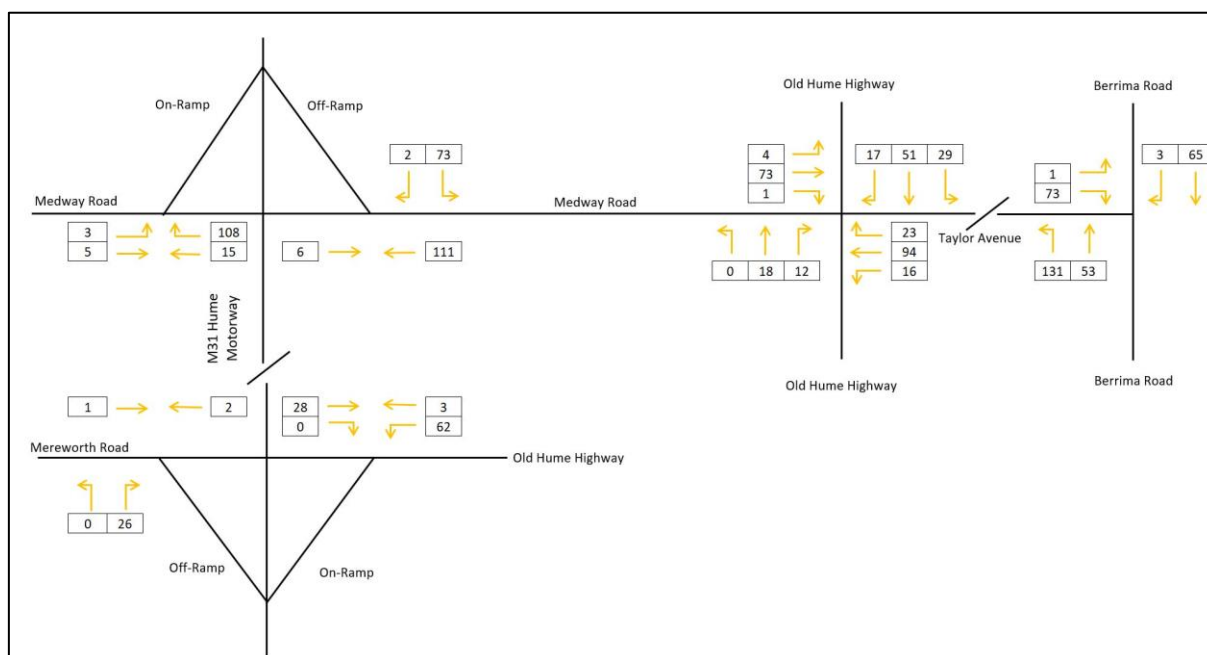 Old Hume Highway
Berrima Road
On-Ramp
Off-Ramp
2 73
4
73
1
17 51 29
1
73
3 65
Medway Road
Medway Road
3
5
108
15
6
111
0 18 12
23
94
16
Taylor Avenue
131 53
M31 Hume
Motorway
Old Hume Highway
Berrima Road
1
2
28
0
3
62
Mereworth Road
Old Hume Highway
0 26
Off-Ramp
On-Ramp